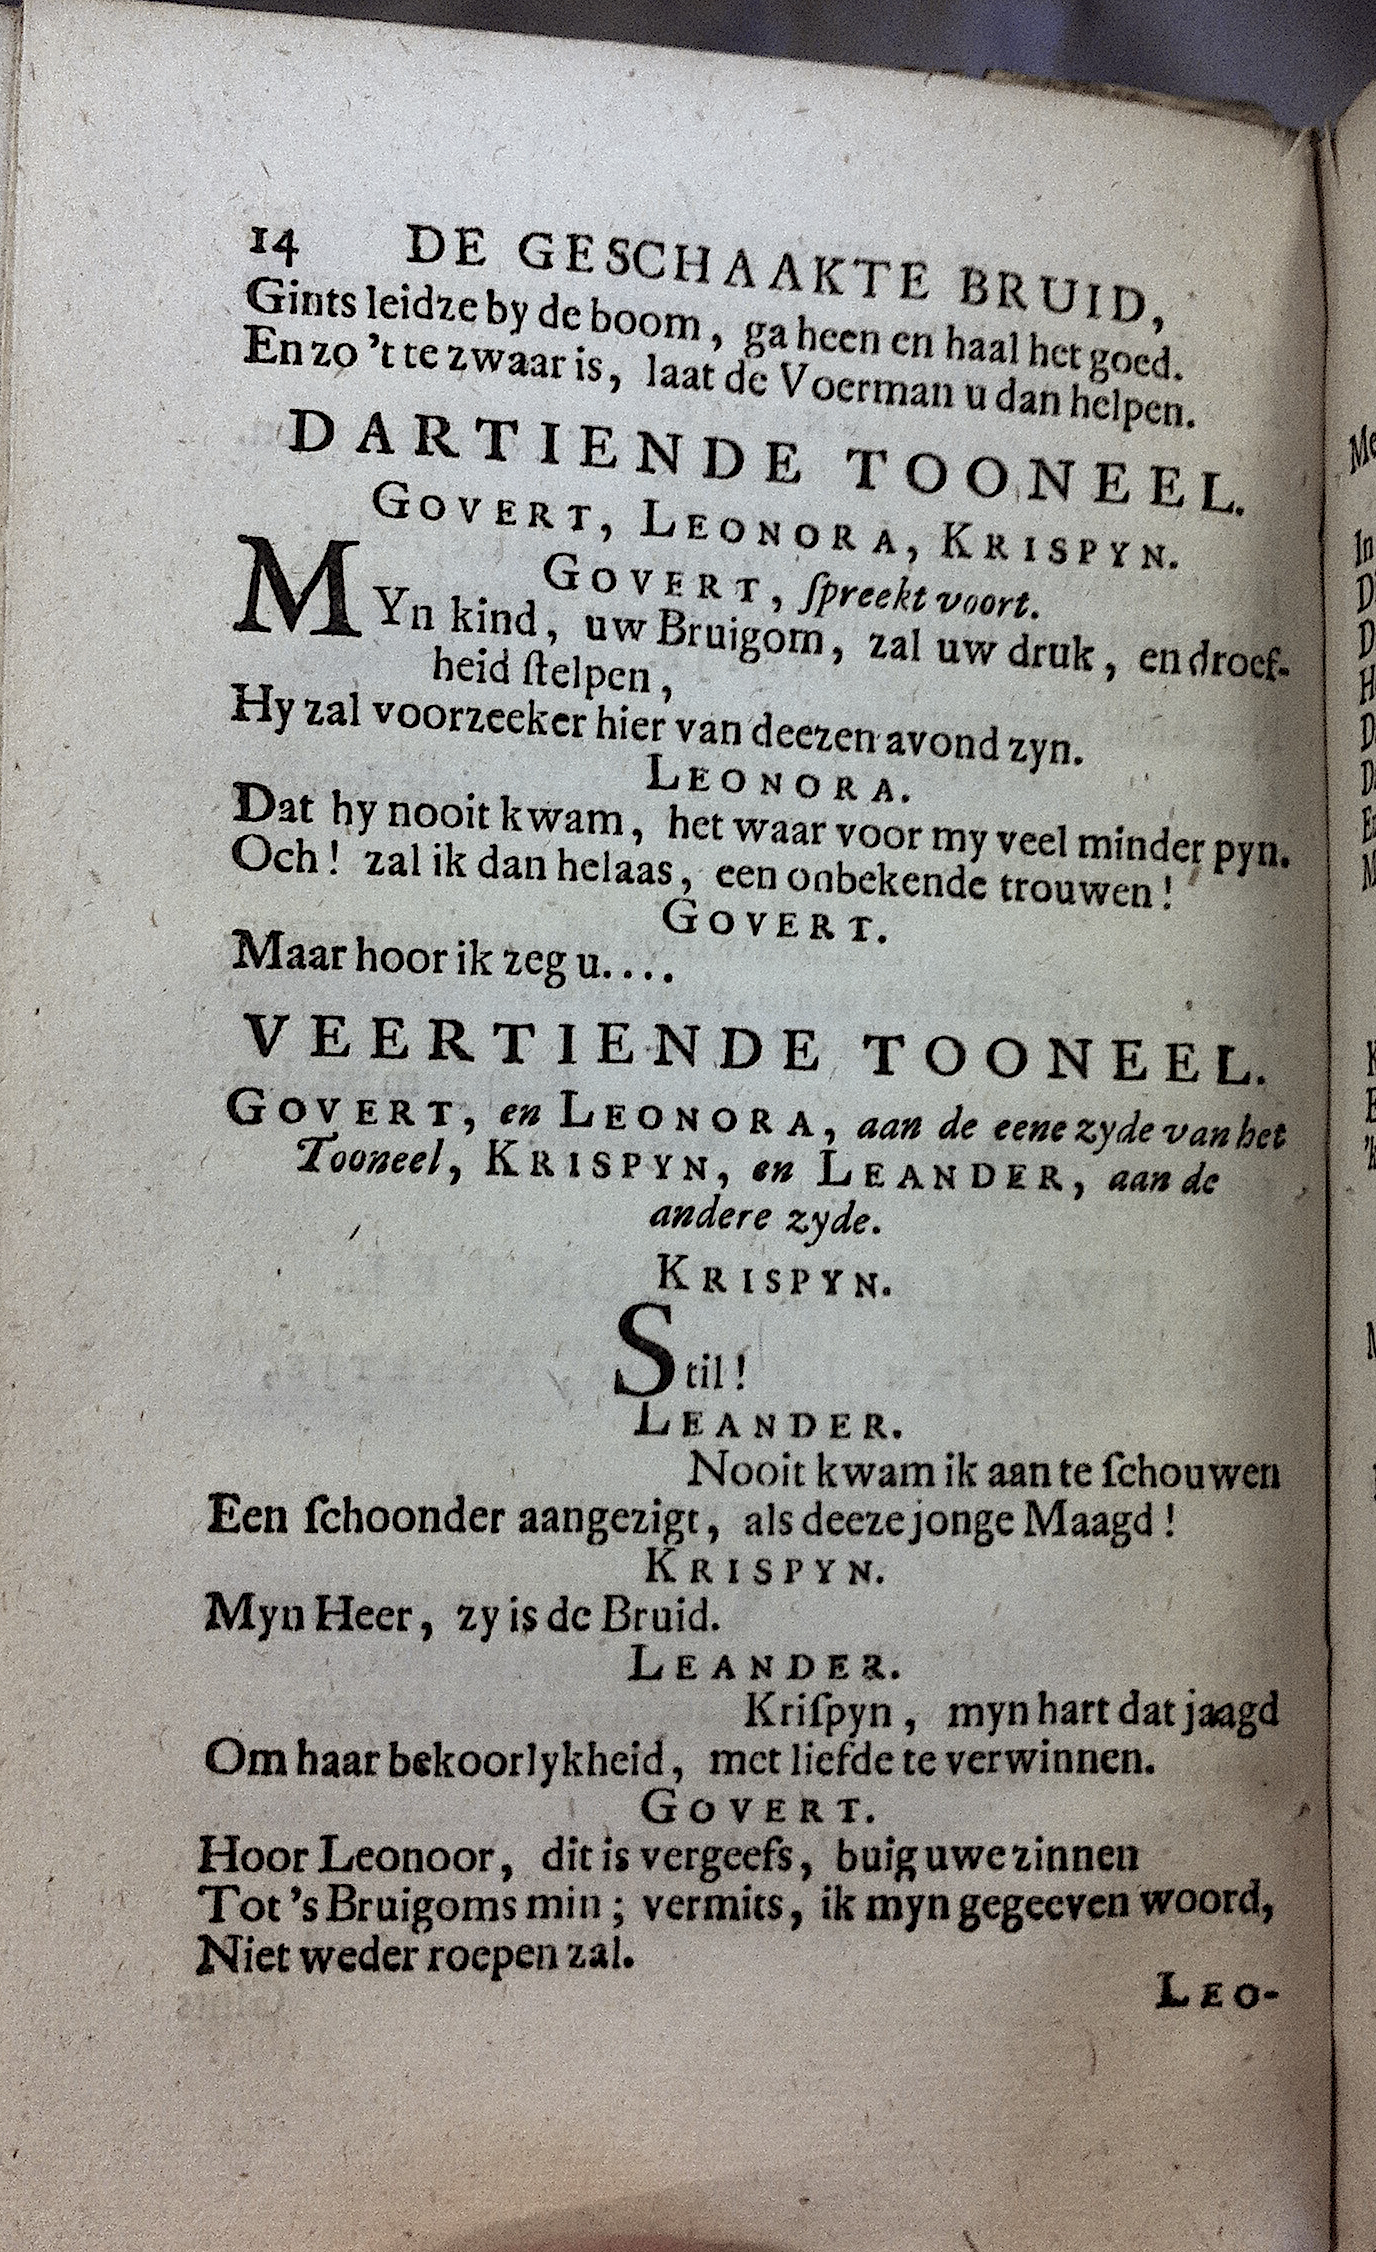 14 DE GESCHAAKTE BRUID,
Gints leidze by de boom, ga heen en haal het goed.
En zo 't te zwaar is, laat de Voerman u dan helpen.
DARTIENDE TOONEEL.
GOVERT, LEONORA, KRISPYN.
GOVERT, ſpreekt voort.
MYn kind, uw Bruigom, zal uw druk, en droef-
heid ſtelpen,
Hy zal voorzeeker hier van deezen avond zyn.
LEONORA.
Dat hy nooit kwam, het waar voor my veel minder pyn.
Och! zal ik dan helaas, een onbekende trouwen!
GOVERT.
Maar hoor ik zeg u....
VEERTIENDE TOONEEL.
GOVERT, en LEONORA, aan de eene zyde van het
Tooneel, KRISPYN, en LEANDER, aan de
andere zyde.
KRISPYN.
Stil!
LEANDER.
Nooit kwam ik aan te ſchouwen
Een ſchoonder aangezigt, als deeze jonge Maagd!
KRISPYN.
Myn Heer, zy is de Bruid.
LEANDER.
Kriſpyn, myn hart dat jaagd
Om haar bekoorlykheid, met liefde te verwinnen.
GOVERT.
Hoor Leonoor, dit is vergeefs, buig uwe zinnen
Tot 's Bruigoms min; vermits, ik myn gegeeven woord,
Niet weder roepen zal.
LEO-